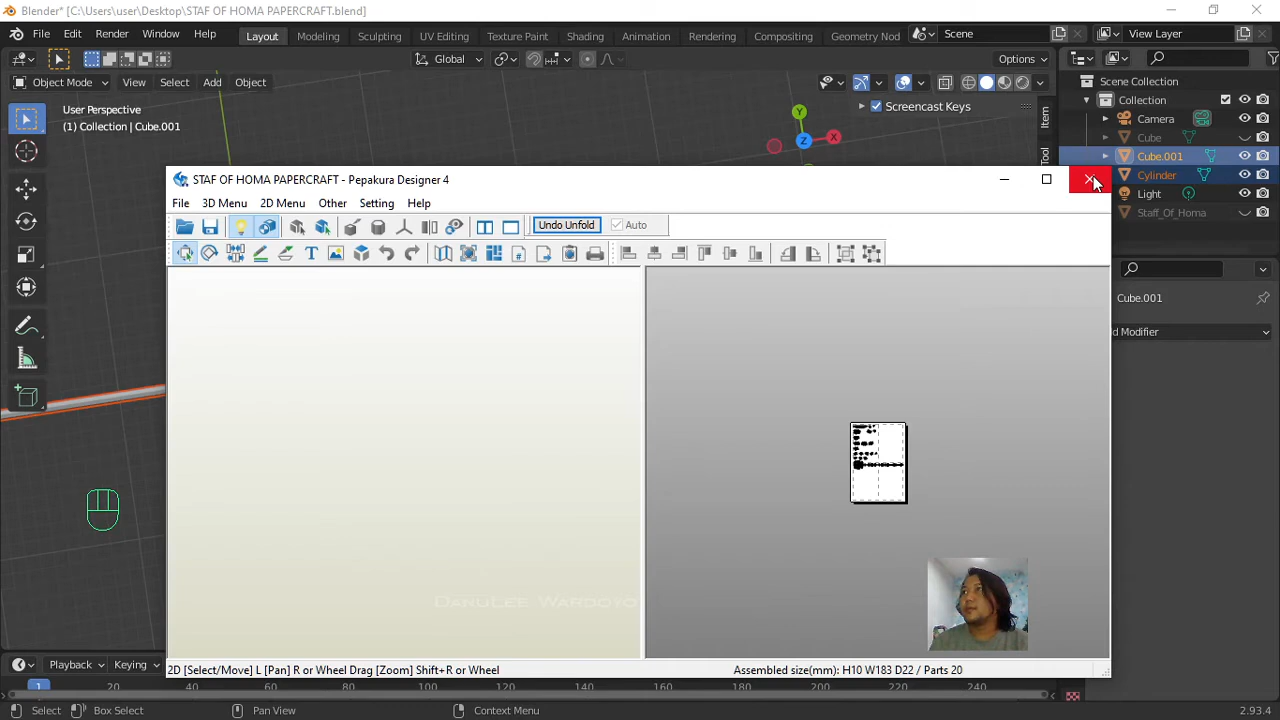 Blender* [C:\Users\user\Desktop\STAF OF HOMA PAPERCRAFT.blend]
File Edit Render Window Help Layout Modeling Sculpting UV Editing Texture Paint Shading Animation Rendering Compositing Geometry Nod Scene View Layer
Global Options
Object Mode View Select Add Object Scene Collection
User Perspective
(1) Collection | Cube.001
Screencast Keys
Y
X
Z
Item
Tool
Collection
Camera
Cube
Cube.001
Cylinder
Light
Staff_Of_Homa
Cube.001
d Modifier
STAF OF HOMA PAPERCRAFT - Pepakura Designer 4
File 3D Menu 2D Menu Other Setting Help
Undo Unfold Auto
DanuLee Wardoyo
2D [Select/Move] L [Pan] R or Wheel Drag [Zoom] Shift+R or Wheel Assembled size(mm): H10 W183 D22 / Parts 20
Playback Keying
1 20 40 60 80 100 120 140 160 180 200 220 240
Select Box Select Pan View Context Menu 2.93.4